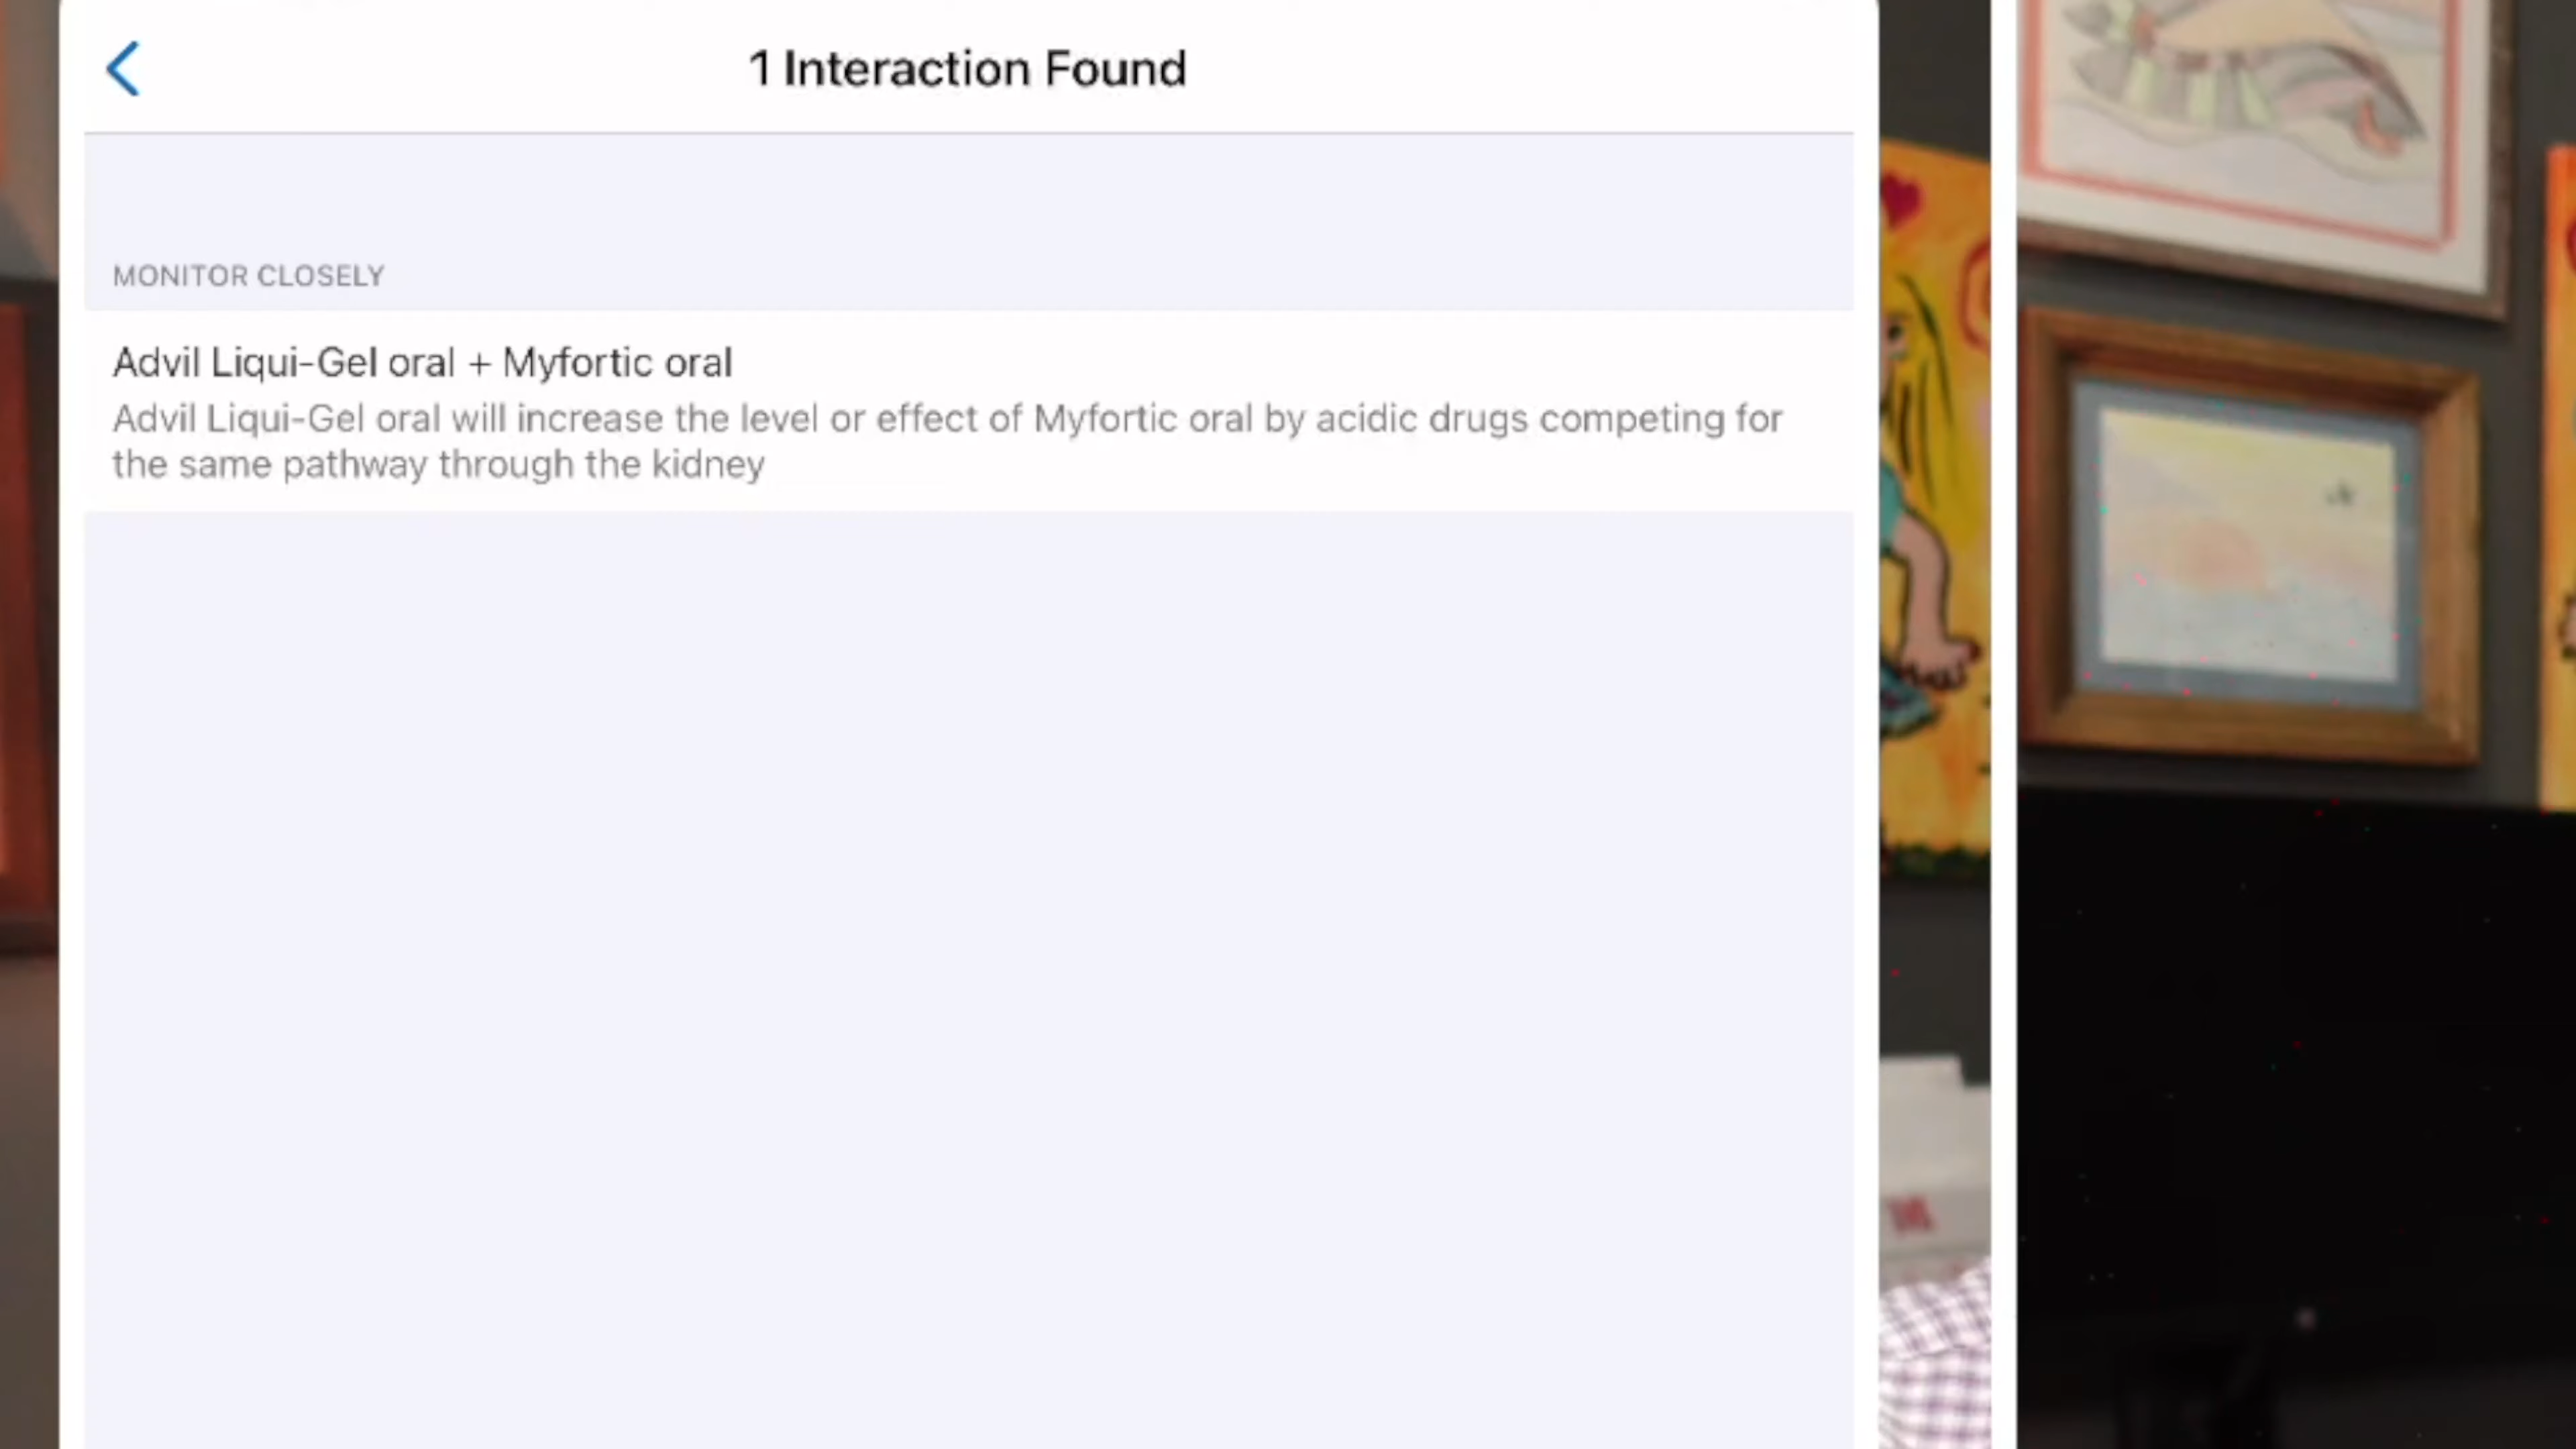 1 Interaction Found
MONITOR CLOSELY
Advil Liqui-Gel oral + Myfortic oral
Advil Liqui-Gel oral will increase the level or effect of Myfortic oral by acidic drugs competing for
the same pathway through the kidney